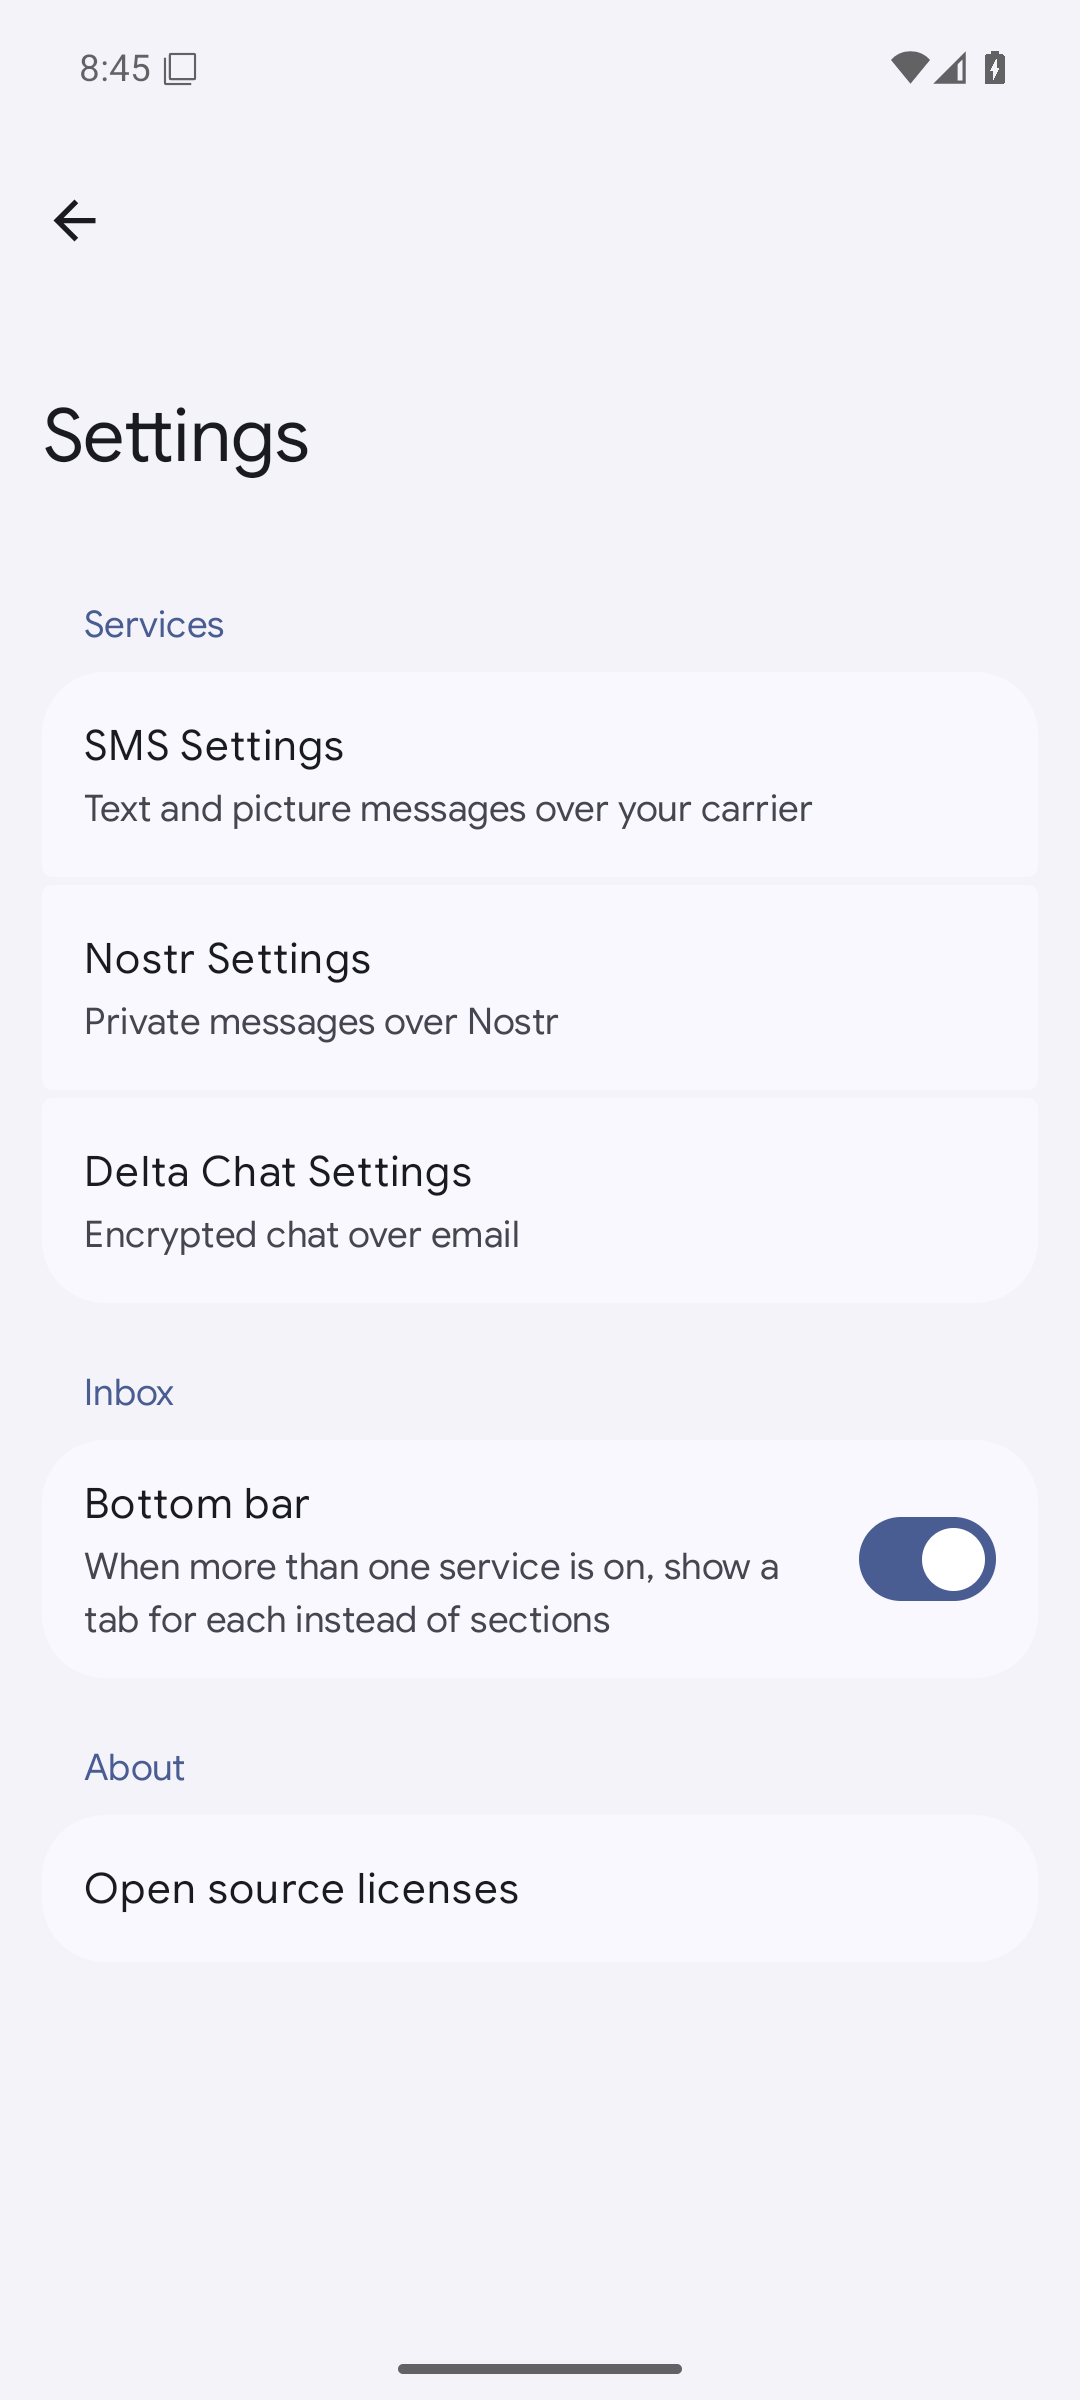 8:45
Settings
Services
SMS Settings
Text and picture messages over your carrier
Nostr Settings
Private messages over Nostr
Delta Chat Settings
Encrypted chat over email
Inbox
Bottom bar
When more than one service is on, show a
tab for each instead of sections
About
Open source licenses